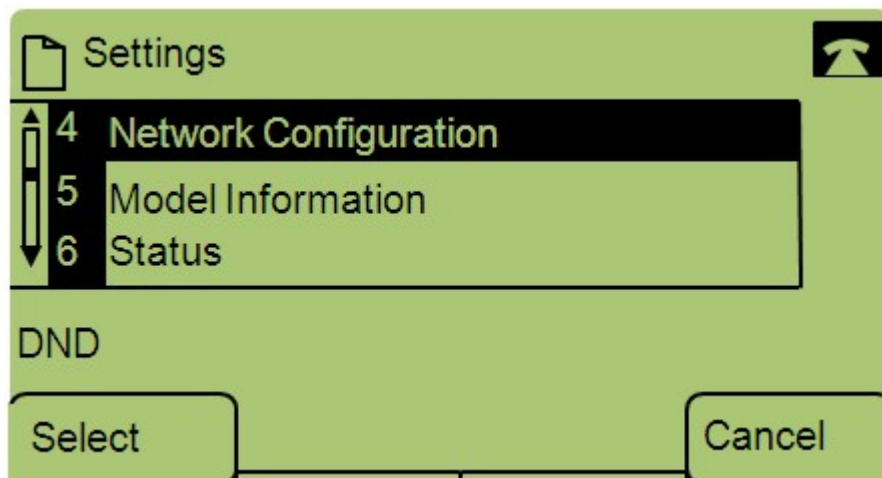 Settings
4 Network Configuration
5 Model Information
6 Status
DND
Select Cancel